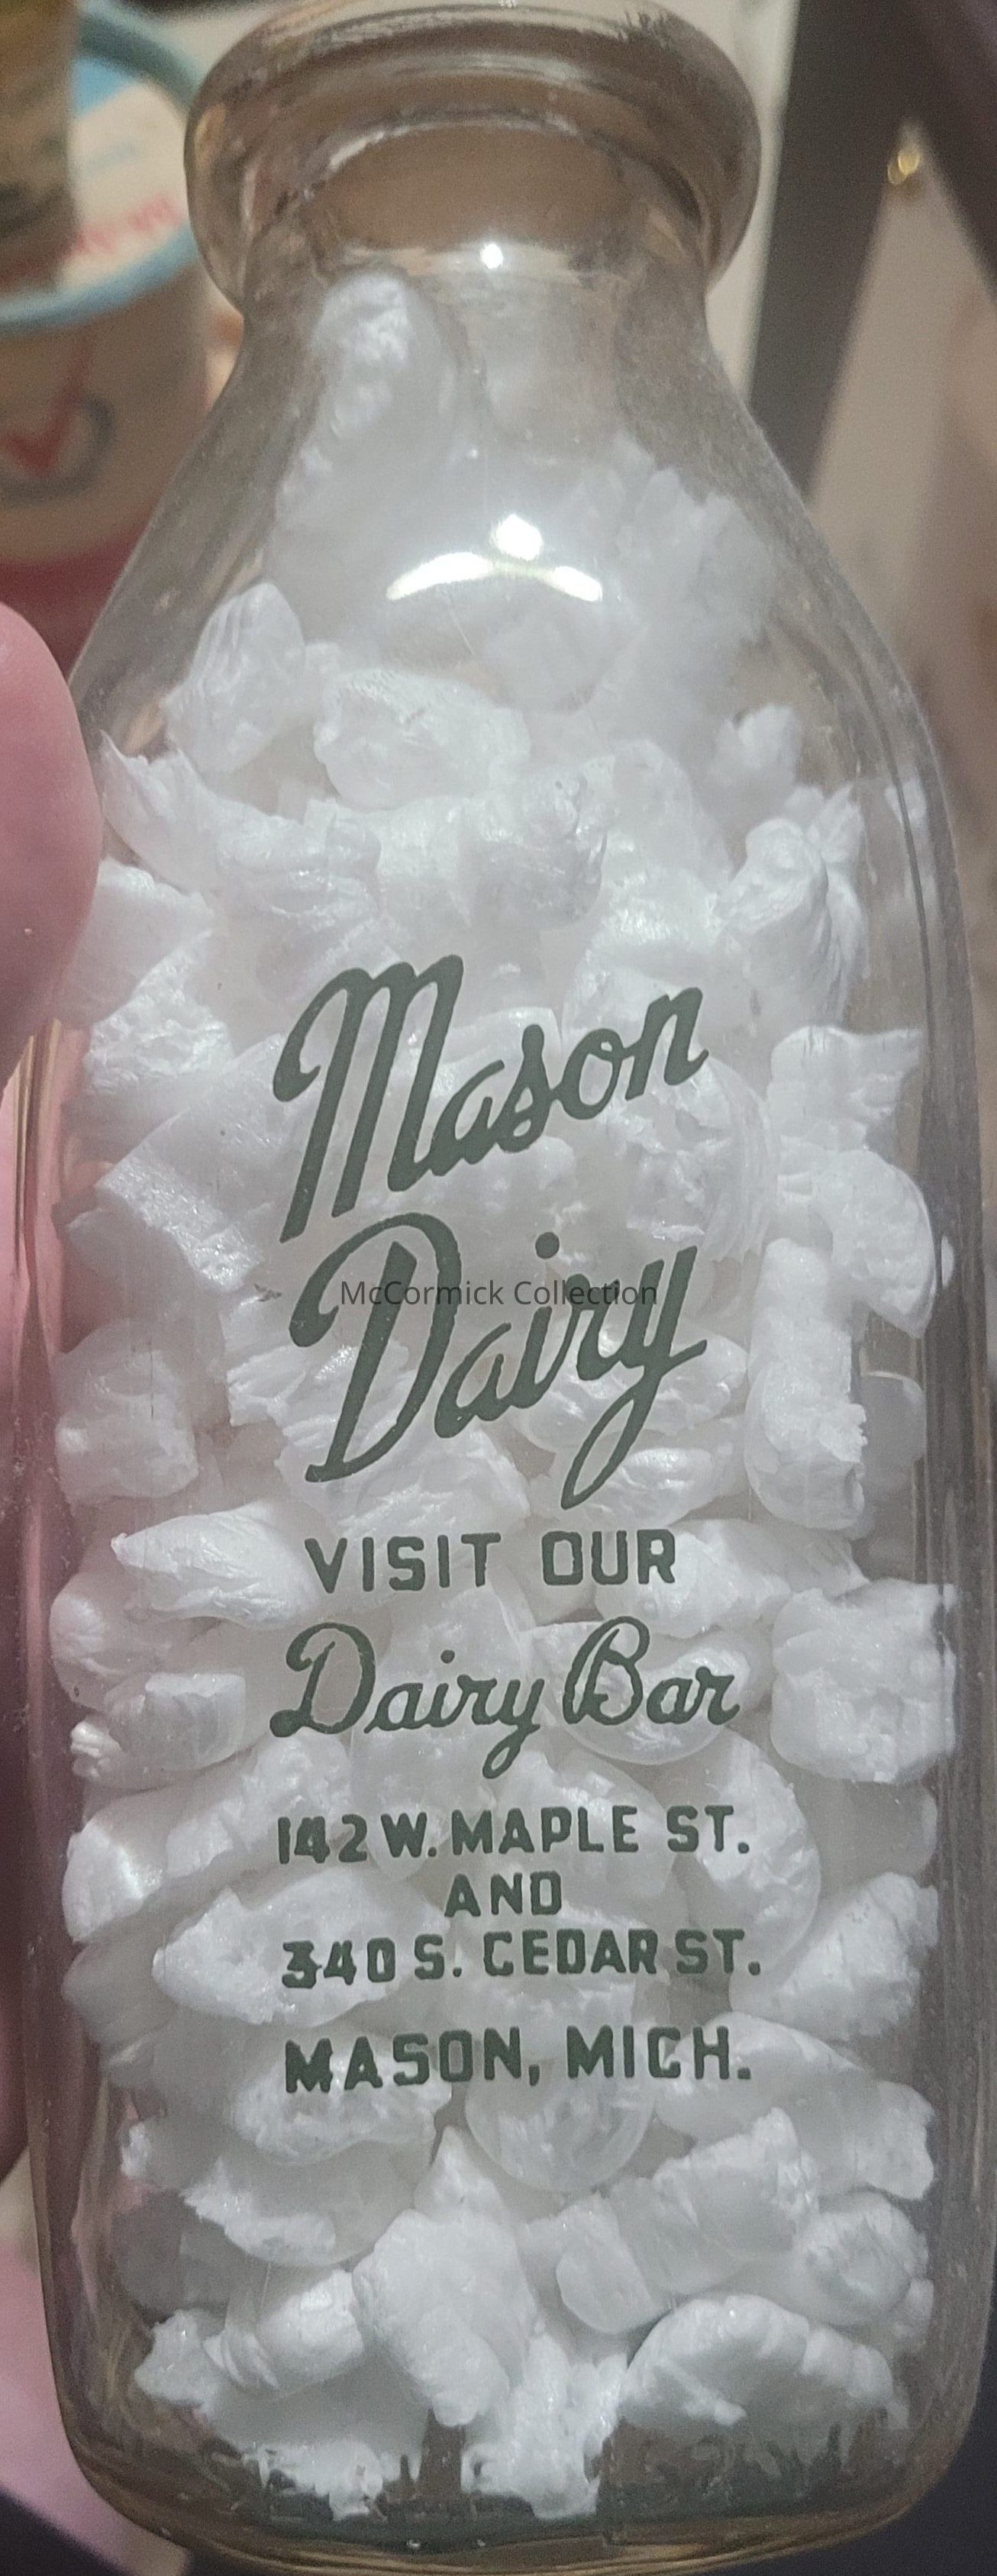 Mason
Dairy
McCormick Collection
VISIT OUR
Dairy Bar
142 W. MAPLE ST.
AND
340 S. CEDAR ST.
MASON, MICH.